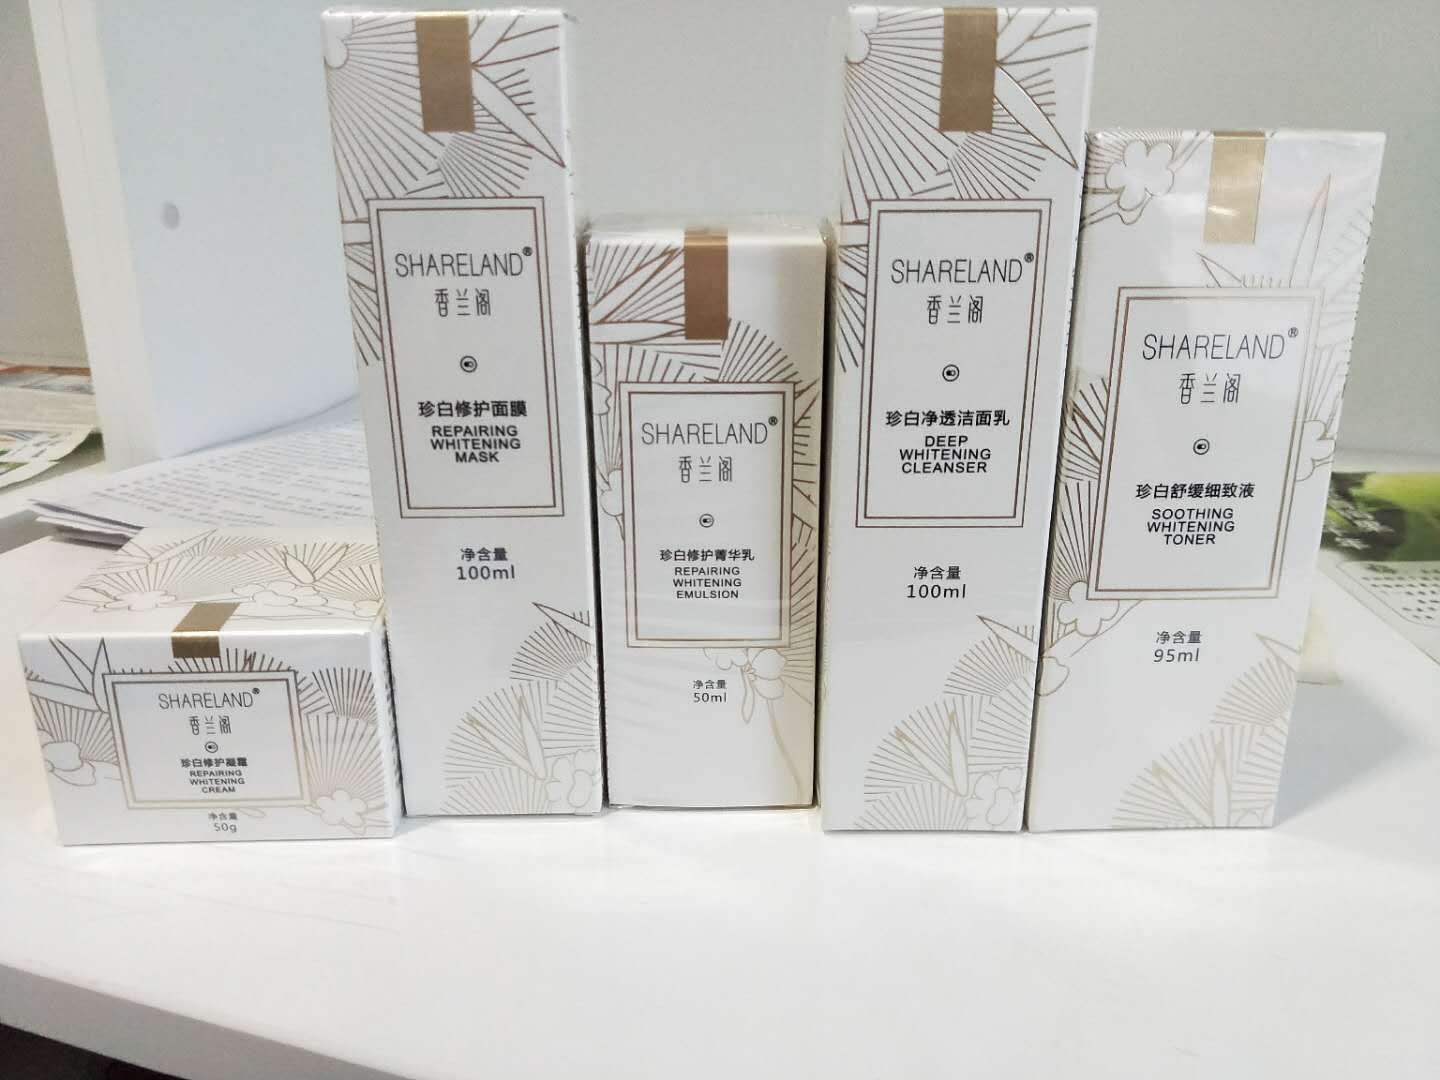 SHARELAND®
香兰阁
珍白修护凝霜
REPAIRING
WHITENING
CREAM
净含量
50g
SHARELAND®
香兰阁
珍白修护面膜
REPAIRING
WHITENING
MASK
净含量
100ml
SHARELAND®
香兰阁
珍白修护菁华乳
REPAIRING
WHITENING
EMULSION
净含量
50ml
SHARELAND®
香兰阁
珍白净透洁面乳
DEEP
WHITENING
CLEANSER
净含量
100ml
SHARELAND®
香兰阁
珍白舒缓细致液
SOOTHING
WHITENING
TONER
净含量
95ml